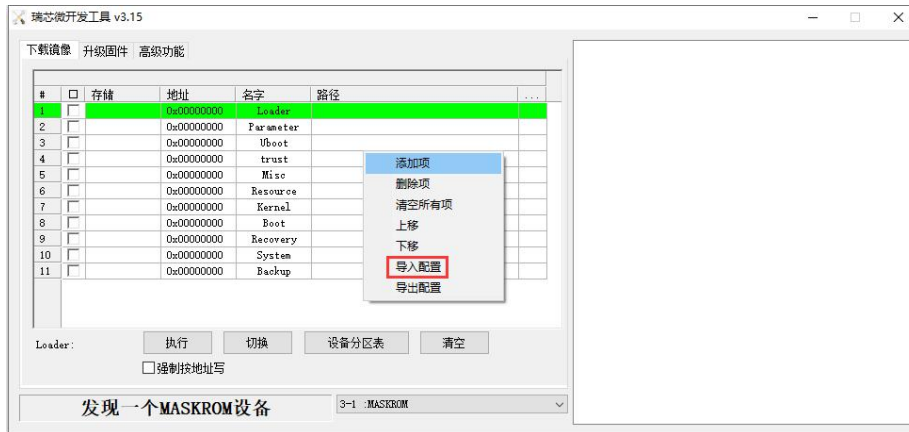 瑞芯微开发工具 v3.15
下载镜像 升级固件 高级功能
# 存储 地址 名字 路径 ...
1 0x00000000 Loader
2 0x00000000 Parameter
3 0x00000000 Uboot
4 0x00000000 trust
5 0x00000000 Misc
6 0x00000000 Resource
7 0x00000000 Kernel
8 0x00000000 Boot
9 0x00000000 Recovery
10 0x00000000 System
11 0x00000000 Backup
添加项
删除项
清空所有项
上移
下移
导入配置
导出配置
Loader: 执行 切换 设备分区表 清空
强制按地址写
发现一个MASKROM设备 3-1 :MASKROM